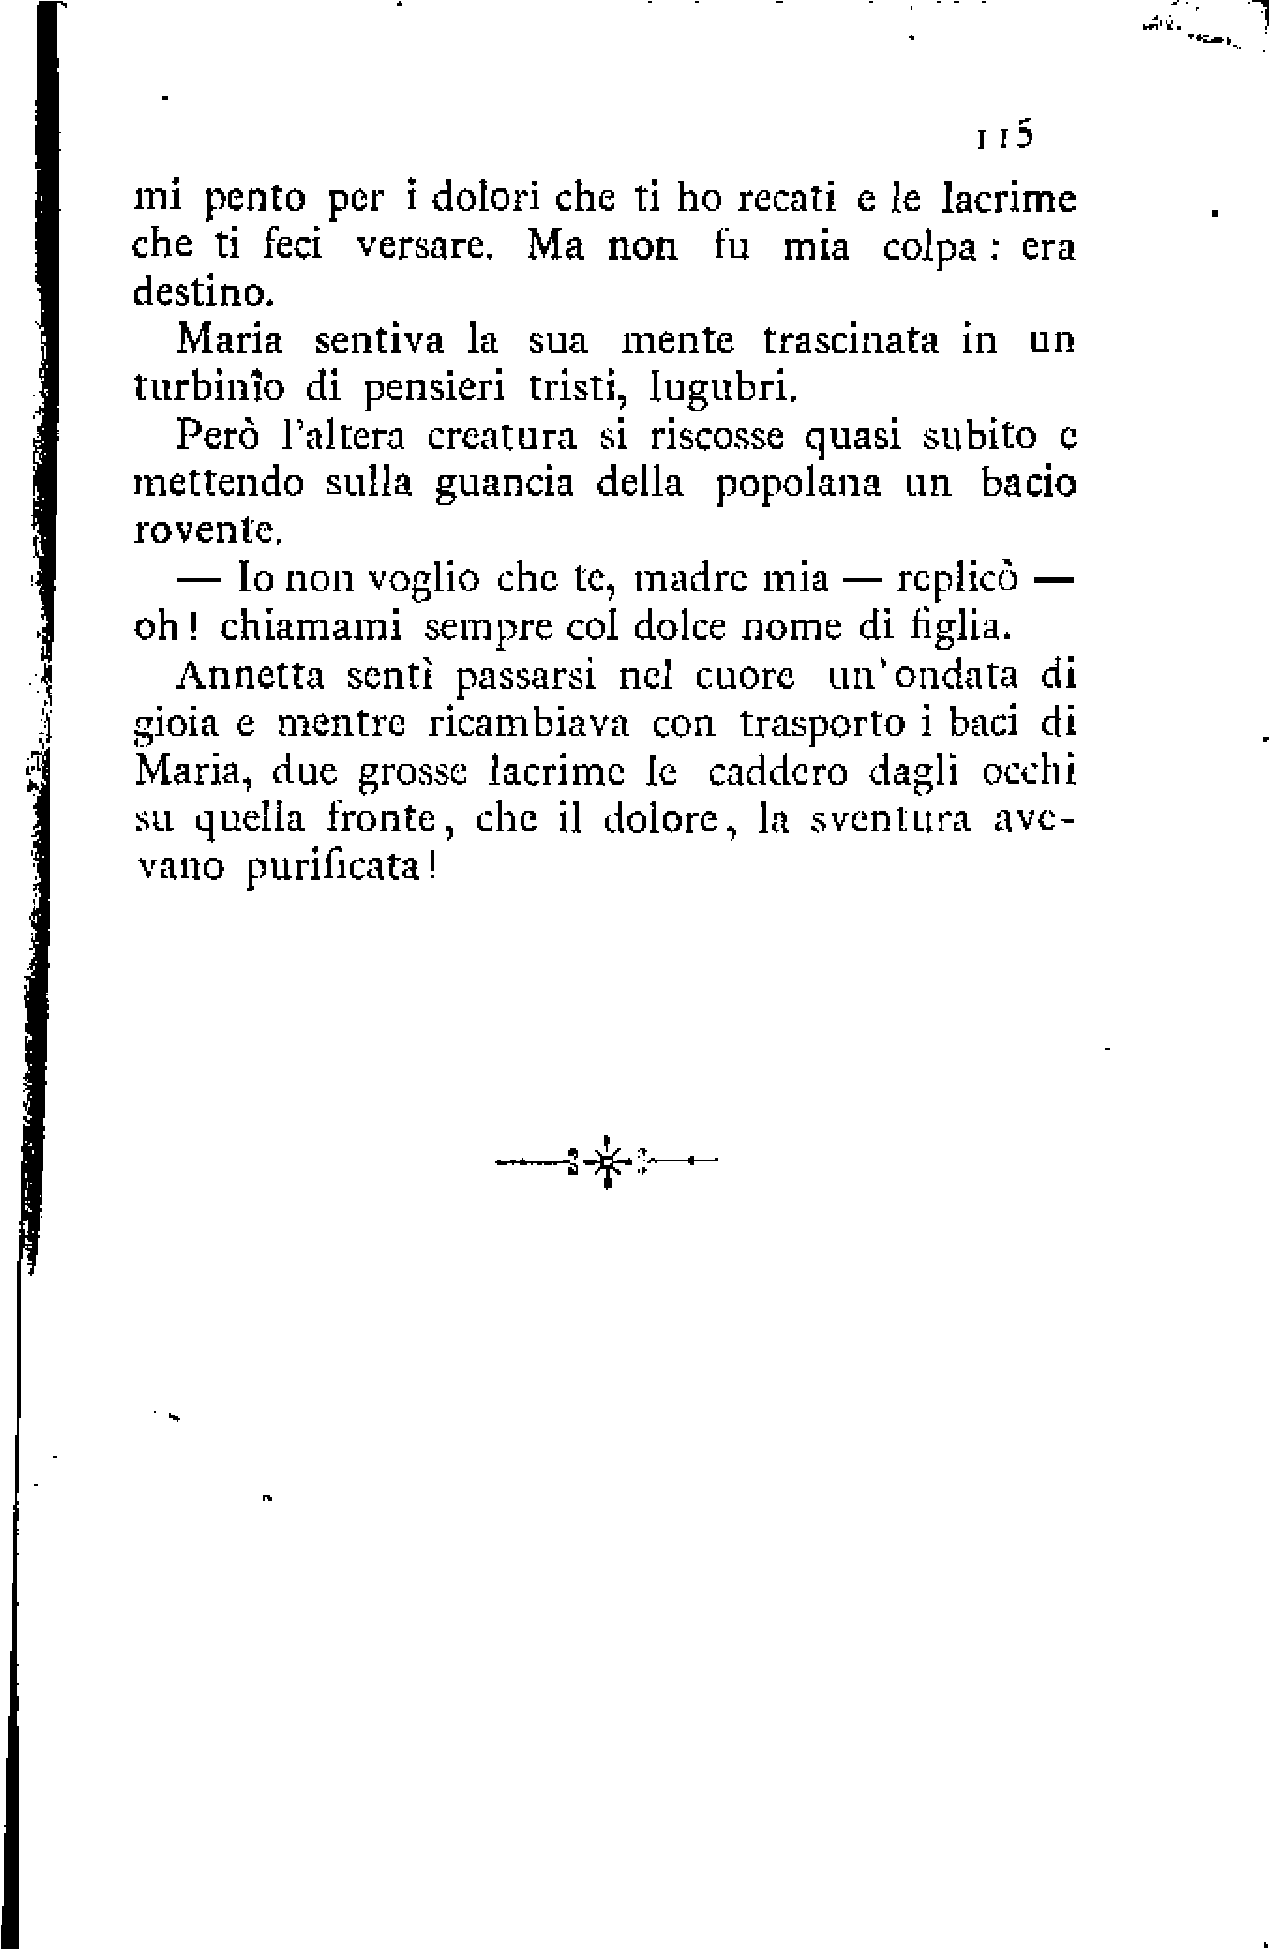 115
mi pento per i dolori che ti ho recati e le lacrime
che ti feci versare. Ma non fu mia colpa : era
destino.
Maria sentiva la sua mente trascinata in un
turbinìo di pensieri tristi, lugubri.
Però l'altera creatura si riscosse quasi subito e
mettendo sulla guancia della popolana un bacio
rovente.
— Io non voglio che te, madre mia — replicò —
oh ! chiamami sempre col dolce nome di figlia.
Annetta sentì passarsi nel cuore un'ondata di
gioia e mentre ricambiava con trasporto i baci di
Maria, due grosse lacrime le caddero dagli occhi
su quella fronte, che il dolore, la sventura ave-
vano purificata !